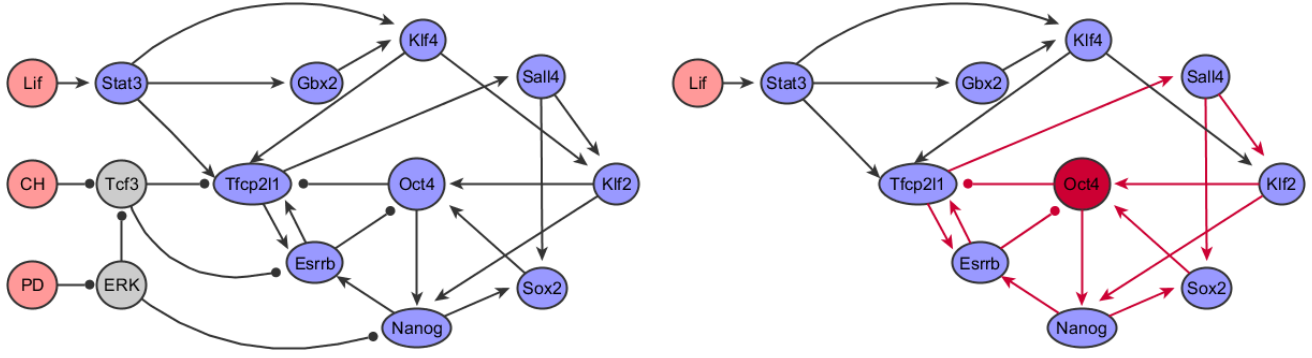 Lif
Stat3
Gbx2
Klf4
Sall4
CH
Tcf3
Tfcp2l1
Oct4
Klf2
PD
ERK
Esrrb
Sox2
Nanog
Lif
Stat3
Gbx2
Klf4
Sall4
Tfcp2l1
Oct4
Klf2
Esrrb
Sox2
Nanog